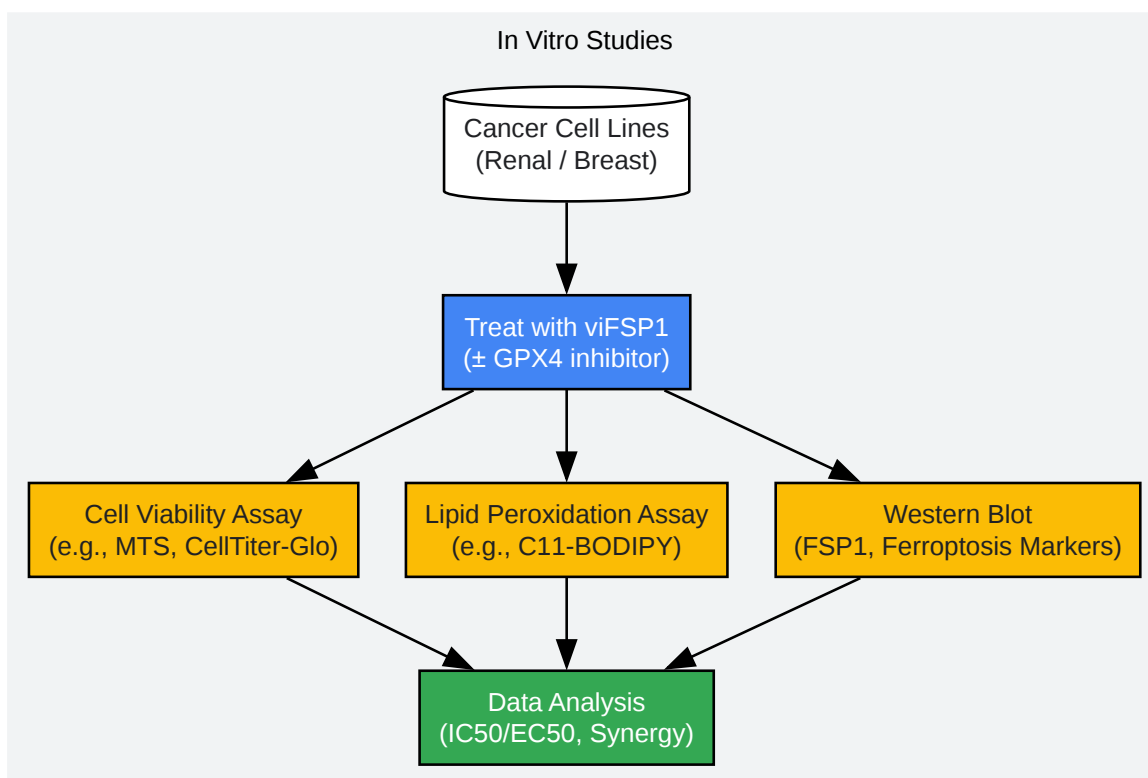 In Vitro Studies
Cancer Cell Lines
(Renal / Breast)
Treat with viFSP1
(± GPX4 inhibitor)
Cell Viability Assay
(e.g., MTS, CellTiter-Glo)
Lipid Peroxidation Assay
(e.g., C11-BODIPY)
Western Blot
(FSP1, Ferroptosis Markers)
Data Analysis
(IC50/EC50, Synergy)